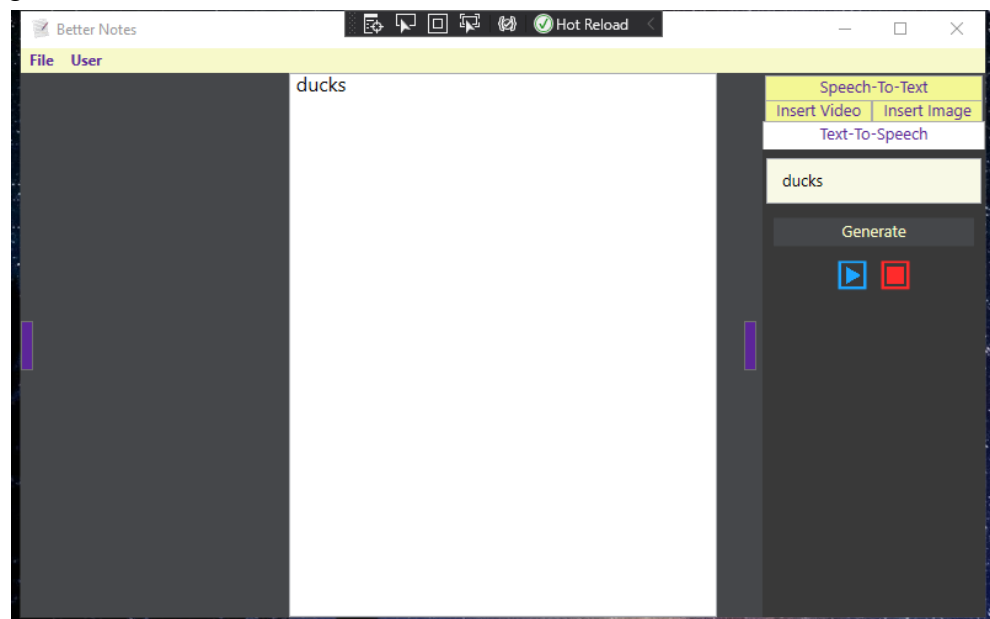 Better Notes
Hot Reload
File User
ducks
Speech-To-Text
Insert Video Insert Image
Text-To-Speech
ducks
Generate